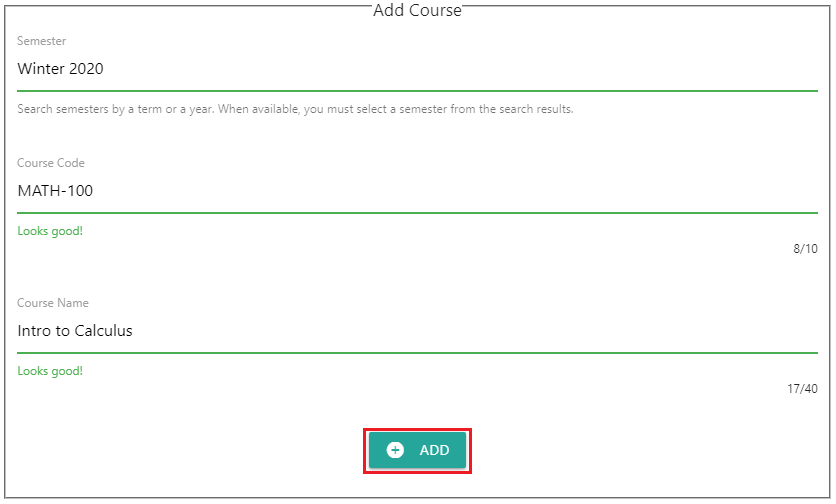 Add Course
Semester
Winter 2020
Search semesters by a term or a year. When available, you must select a semester from the search results.
Course Code
MATH-100
Looks good!
8/10
Course Name
Intro to Calculus
Looks good!
17/40
ADD